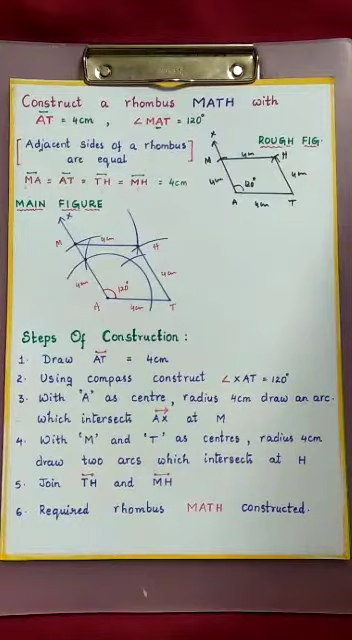 Construct a rhombus MATH with
AT = 4cm , ∠MAT = 120°
[Adjacent sides of a rhombus
are equal]
MA = AT = TH = MH = 4cm
ROUGH FIG.
X
M 4cm H
4cm 120° 4cm
A 4cm T
MAIN FIGURE
X
M 4cm H
4cm 120° 4cm
A T
Steps Of Construction:
1. Draw AT = 4cm
2. Using compass construct ∠XAT = 120°
3. With "A" as centre, radius 4cm draw an arc.
which intersects AX at M
4. With 'M' and 'T' as centres, radius 4cm
draw two arcs which intersects at H
5. Join TH and MH
6. Required rhombus MATH constructed.